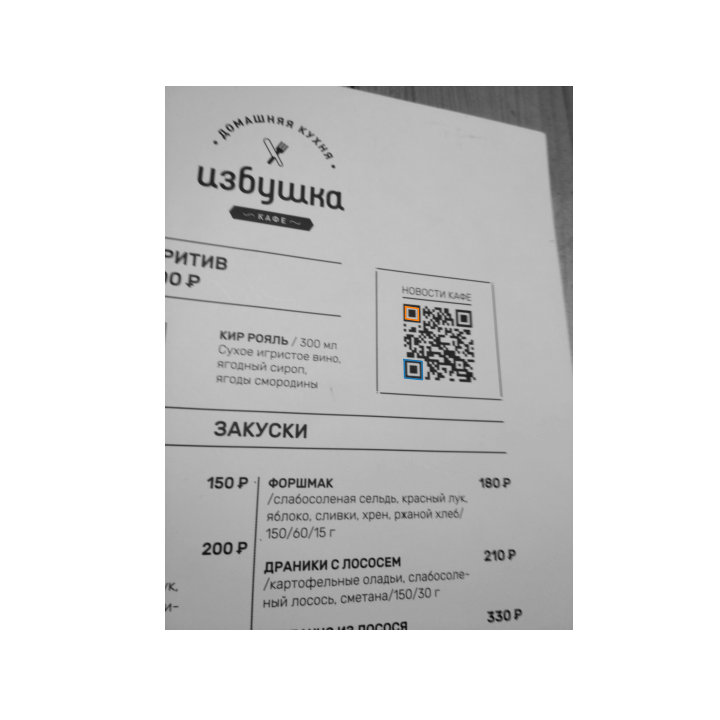 ДОМАШНЯЯ КУХНЯ
избушка
КАФЕ
НОВОСТИ КАФЕ
КИР РОЯЛЬ / 300 мл
Сухое игристое вино,
ягодный сироп,
ягоды смородины
ЗАКУСКИ
150 ₽
ФОРШМАК
180 ₽
/слабосоленая сельдь, красный лук,
яблоко, сливки, хрен, ржаной хлеб/
150/60/15 г
200 ₽
ДРАНИКИ С ЛОСОСЕМ
210 ₽
/картофельные оладьи, слабосоле-
ный лосось, сметана/150/30 г
330 ₽
ИЗ ЛОСОСЯ